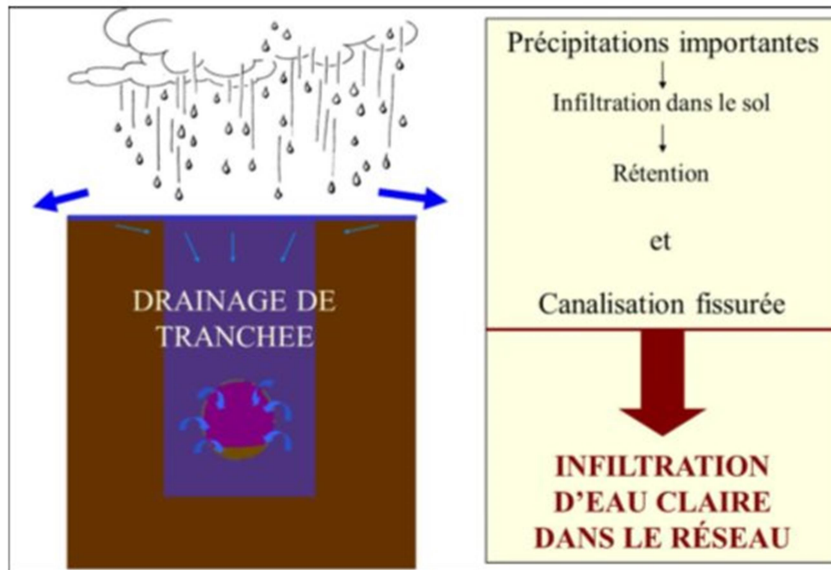 DRAINAGE DE
TRANCHEE
Précipitations importantes
Infiltration dans le sol
Rétention
et
Canalisation fissurée
INFILTRATION
D'EAU CLAIRE
DANS LE RÉSEAU